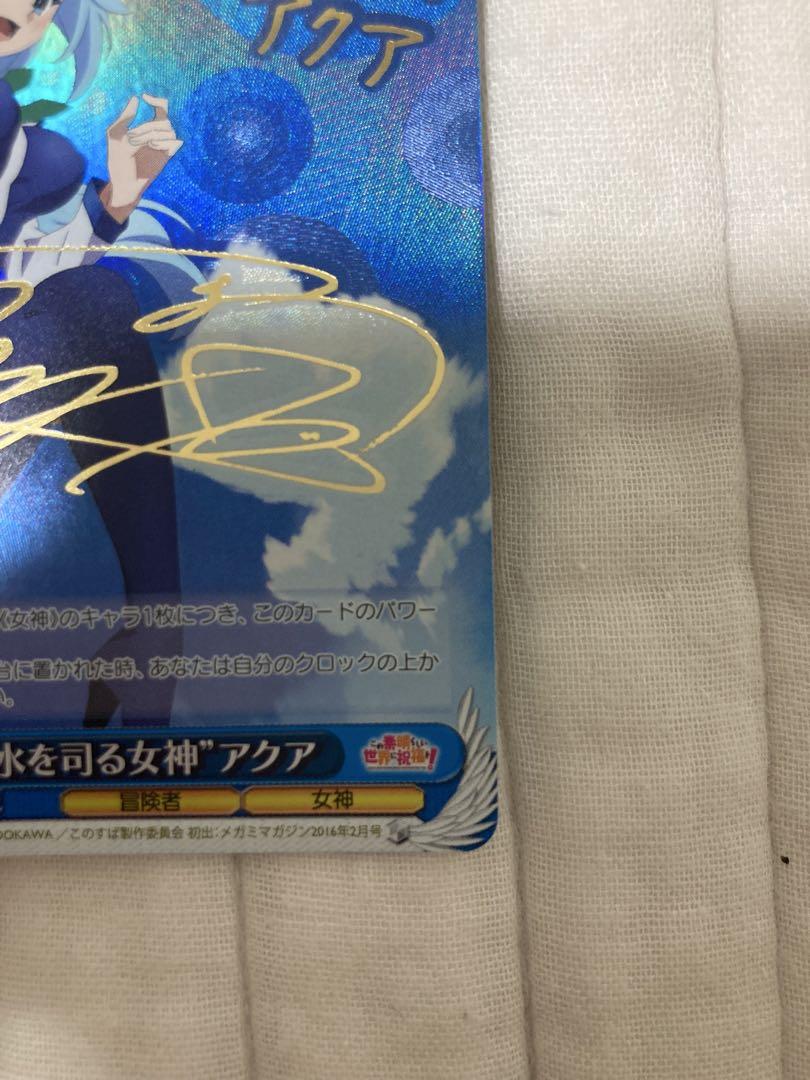 アクア
《女神》のキャラ1枚につき、このカードのパワー
台に置かれた時、あなたは自分のクロックの上か
い。
水を司る女神”アクア
この素晴らしい
世界に祝福を!
冒険者 女神
DOKAWA／このすば製作委員会 初出：メガミマガジン2016年2月号